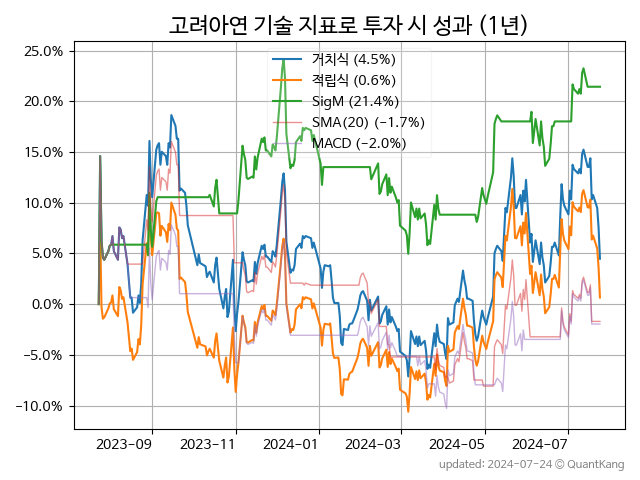 고려아연 기술 지표로 투자 시 성과 (1년)
25.0%
20.0%
15.0%
10.0%
5.0%
0.0%
−5.0%
−10.0%
거치식 (4.5%)
적립식 (0.6%)
SigM (21.4%)
SMA(20) (−1.7%)
MACD (−2.0%)
2023-09
2023-11
2024-01
2024-03
2024-05
2024-07
updated: 2024-07-24 © QuantKang